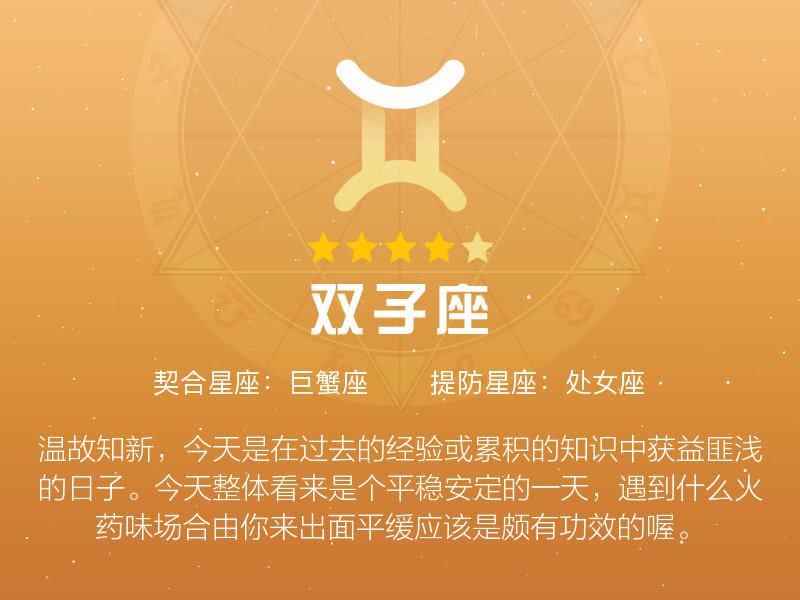 双子座
契合星座：巨蟹座 提防星座：处女座
温故知新，今天是在过去的经验或累积的知识中获益匪浅
的日子。今天整体看来是个平稳安定的一天，遇到什么火
药味场合由你来出面平缓应该是颇有功效的喔。